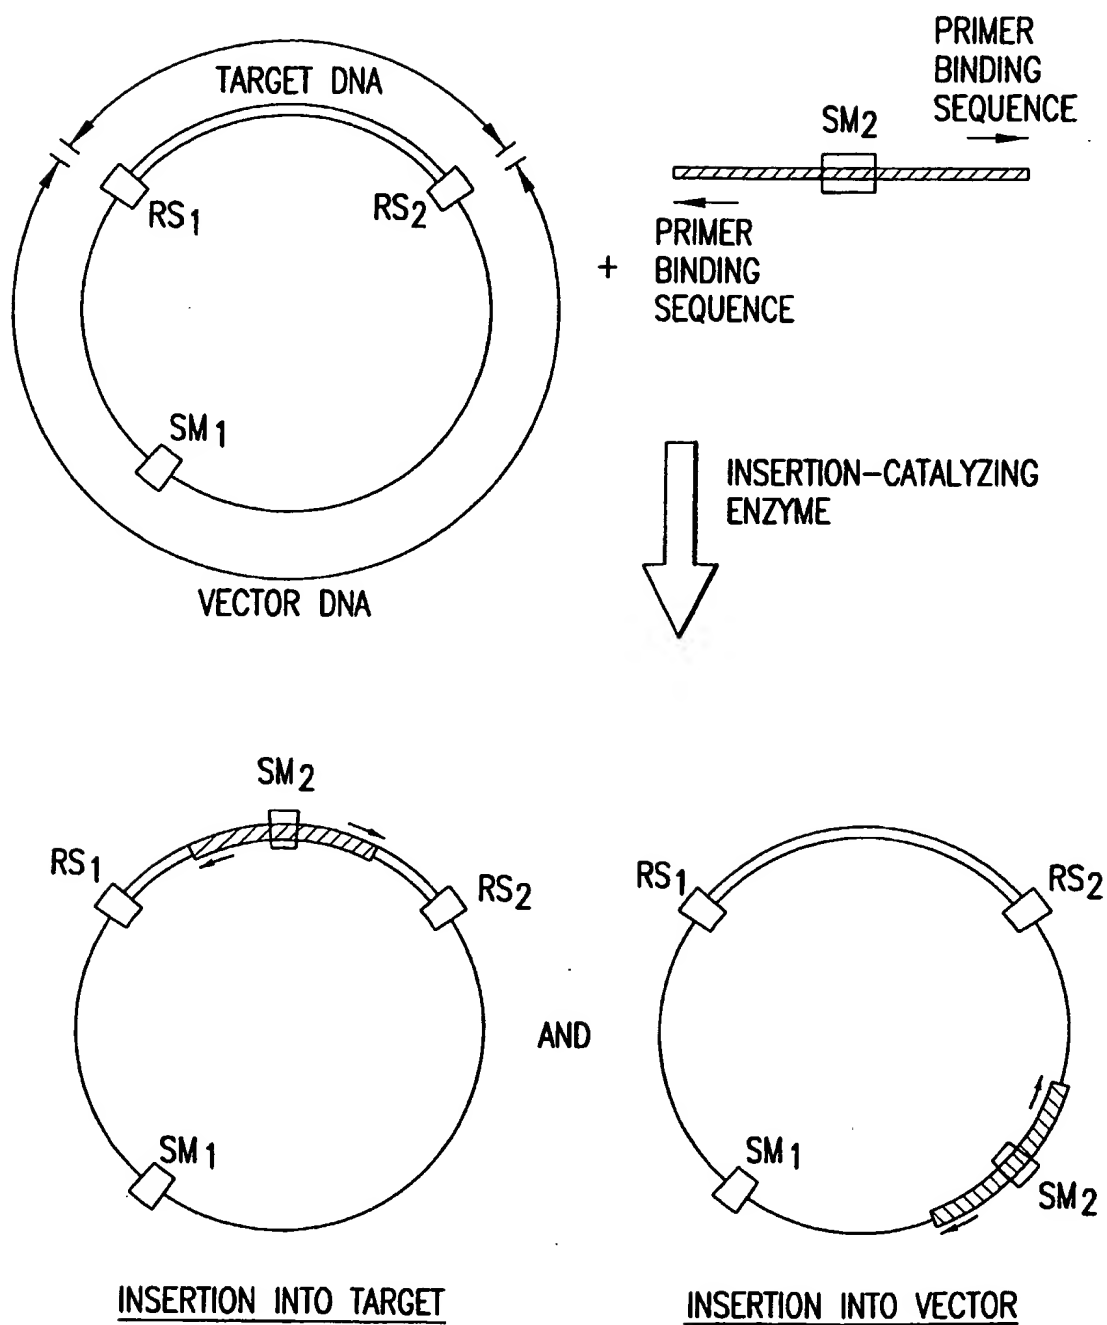 TARGET DNA
RS1
RS2
SM1
VECTOR DNA
+
PRIMER
BINDING
SEQUENCE
SM2
PRIMER
BINDING
SEQUENCE
INSERTION-CATALYZING
ENZYME
SM2
RS1
RS2
SM1
AND
RS1
RS2
SM1
SM2
INSERTION INTO TARGET
INSERTION INTO VECTOR